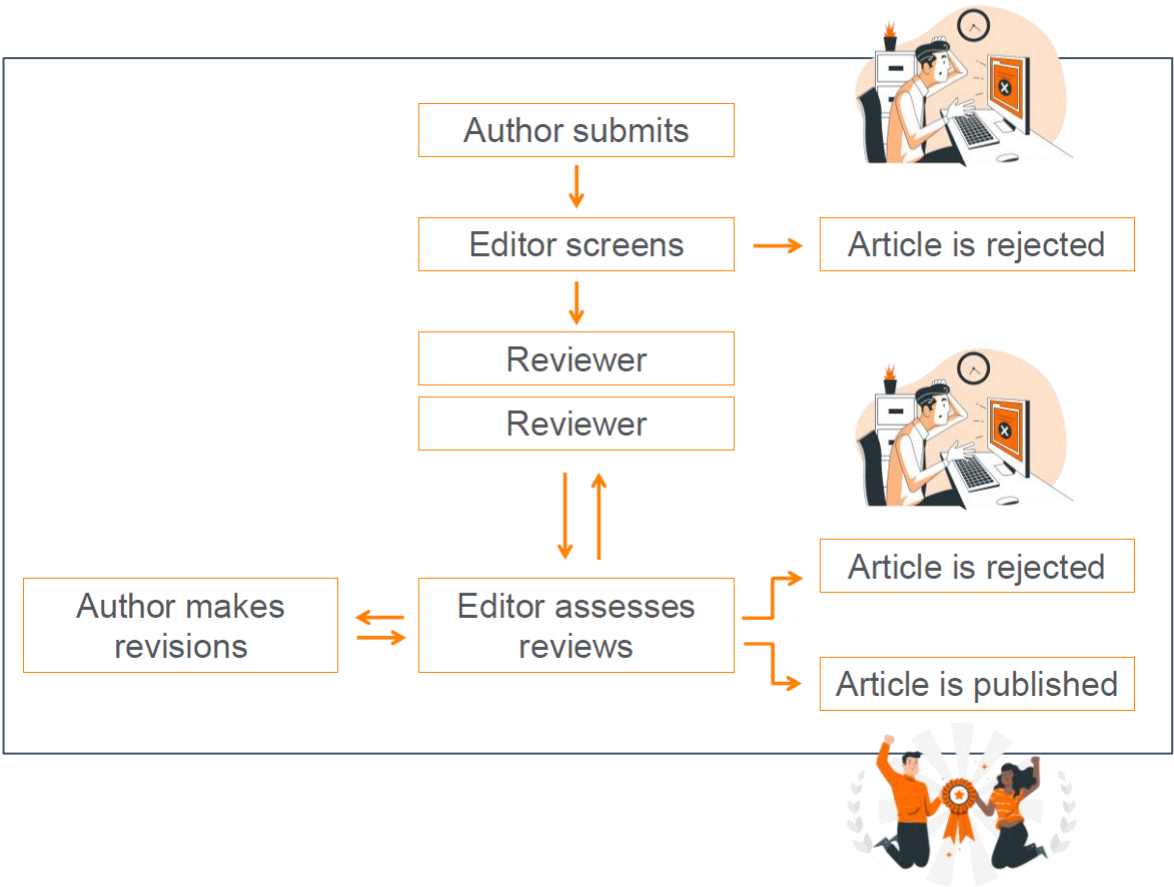 Author submits
Editor screens
Article is rejected
Reviewer
Reviewer
Article is rejected
Author makes
revisions
Editor assesses
reviews
Article is published